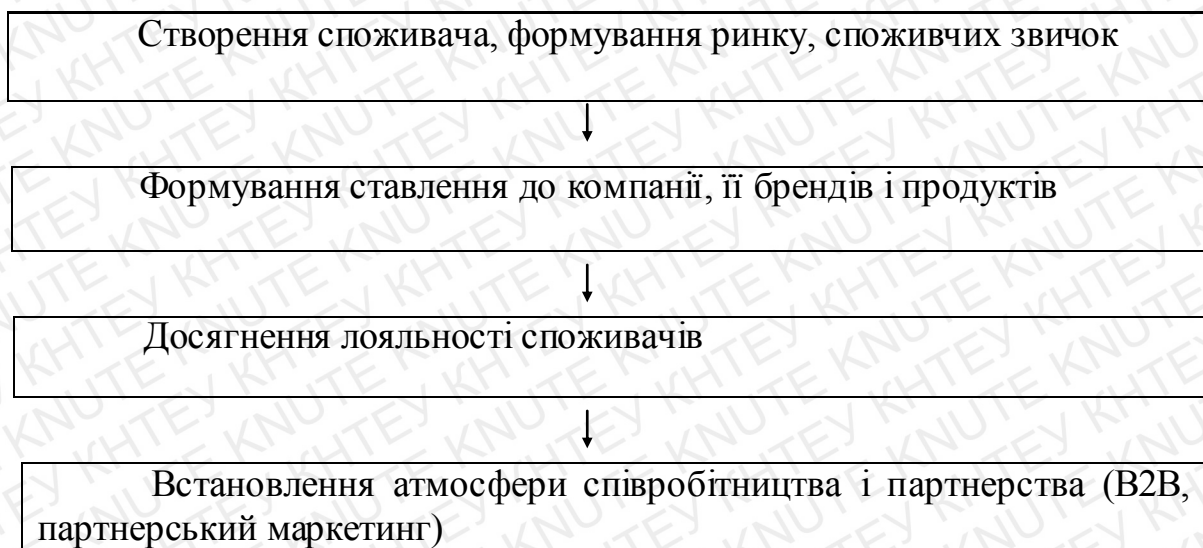 Створення споживача, формування ринку, споживчих звичок
Формування ставлення до компанії, її брендів і продуктів
Досягнення лояльності споживачів
Встановлення атмосфери співробітництва і партнерства (В2В,
партнерський маркетинг)